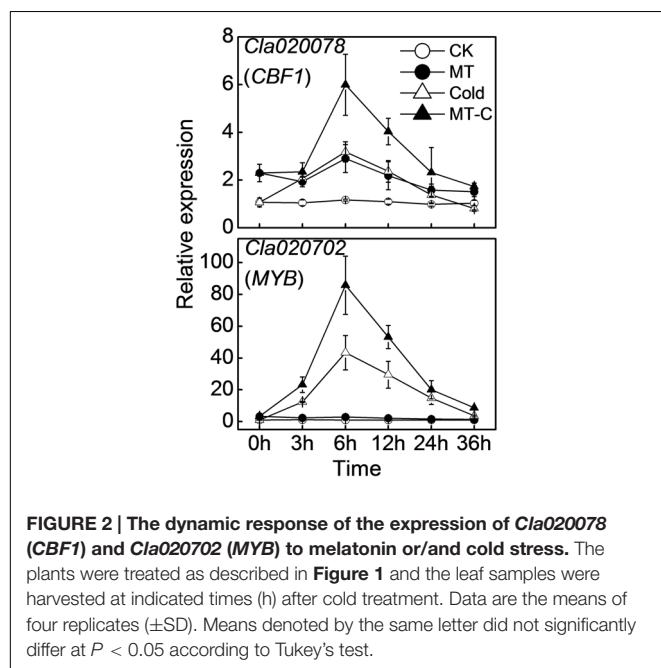 8
Cla020078
(CBF1)
CK
MT
Cold
MT-C
6
4
2
0
Relative expression
Cla020702
(MYB)
100
80
60
40
20
0
0h 3h 6h 12h 24h 36h
Time
FIGURE 2 | The dynamic response of the expression of Cla020078
(CBF1) and Cla020702 (MYB) to melatonin or/and cold stress. The
plants were treated as described in Figure 1 and the leaf samples were
harvested at indicated times (h) after cold treatment. Data are the means of
four replicates (±SD). Means denoted by the same letter did not significantly
differ at P < 0.05 according to Tukey's test.